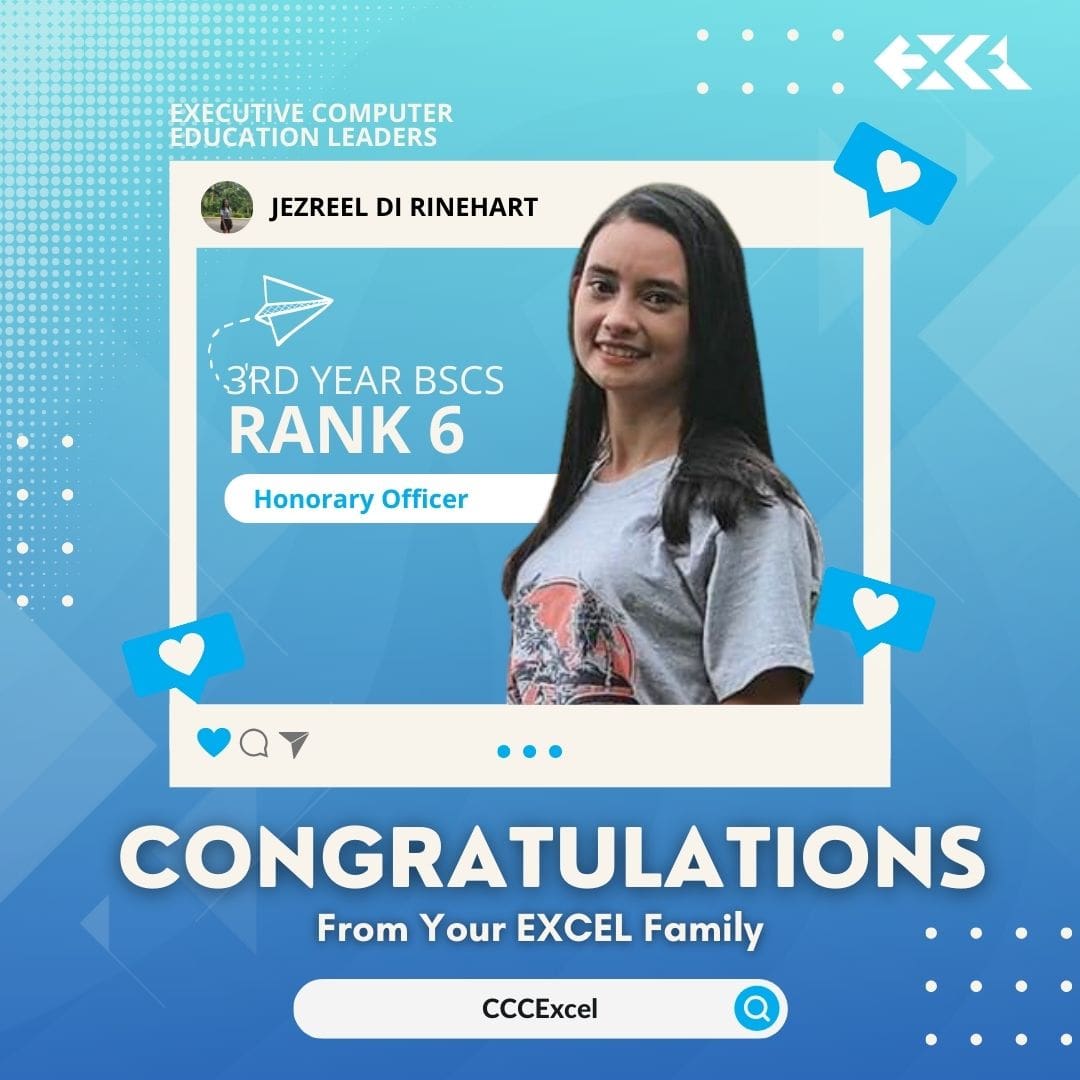 EXCEL
EXECUTIVE COMPUTER
EDUCATION LEADERS
JEZREEL DI RINEHART
3RD YEAR BSCS
RANK 6
Honorary Officer
CONGRATULATIONS
From Your EXCEL Family
CCCExcel